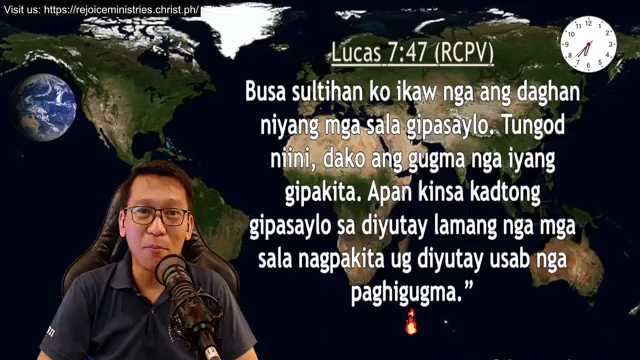 Visit us: https://rejoiceministries.christ.ph/
Lucas 7:47 (RCPV)
Busa sultihan ko ikaw nga ang daghan
niyang mga sala gipasaylo. Tungod
niini, dako ang gugma nga iyang
gipakita. Apan kinsa kadtong
gipasaylo sa diyutay lamang nga mga
sala nagpakita ug diyutay usab nga
paghigugma.”